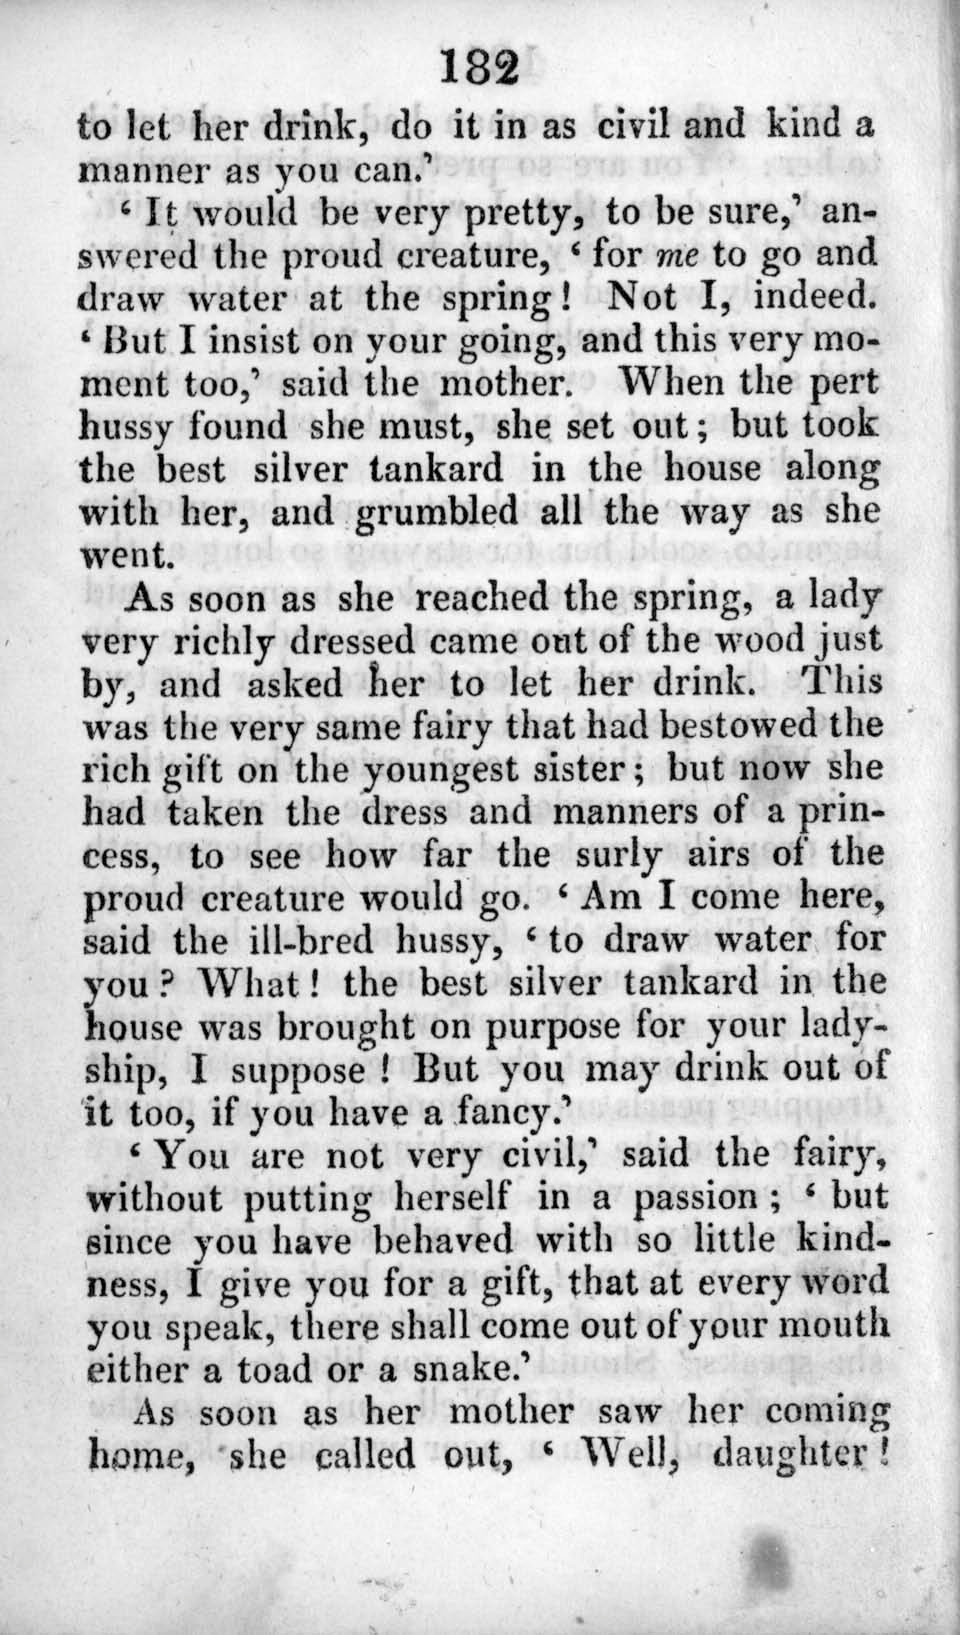 182
to let her drink, do it in as civil and kind a
manner as you can.'
‘ It would be very pretty, to be sure,’ an-
swered the proud creature, ‘ for me to go and
draw water at the spring! Not I, indeed.
‘ But I insist on your going, and this very mo-
ment too,’ said the mother. When the pert
hussy found she must, she set out; but took
the best silver tankard in the house along
with her, and grumbled all the way as she
went.
As soon as she reached the spring, a lady
very richly dressed came out of the wood just
by, and asked her to let her drink. This
was the very same fairy that had bestowed the
rich gift on the youngest sister; but now she
had taken the dress and manners of a prin-
cess, to see how far the surly airs of the
proud creature would go. ‘ Am I come here,
said the ill-bred hussy, ‘ to draw water for
you? What! the best silver tankard in the
house was brought on purpose for your lady-
ship, I suppose! But you may drink out of
it too, if you have a fancy.’
‘ You are not very civil,’ said the fairy,
without putting herself in a passion; ‘ but
since you have behaved with so little kind-
ness, I give you for a gift, that at every word
you speak, there shall come out of your mouth
either a toad or a snake.’
As soon as her mother saw her coming
home, she called out, ‘ Well, daughter!